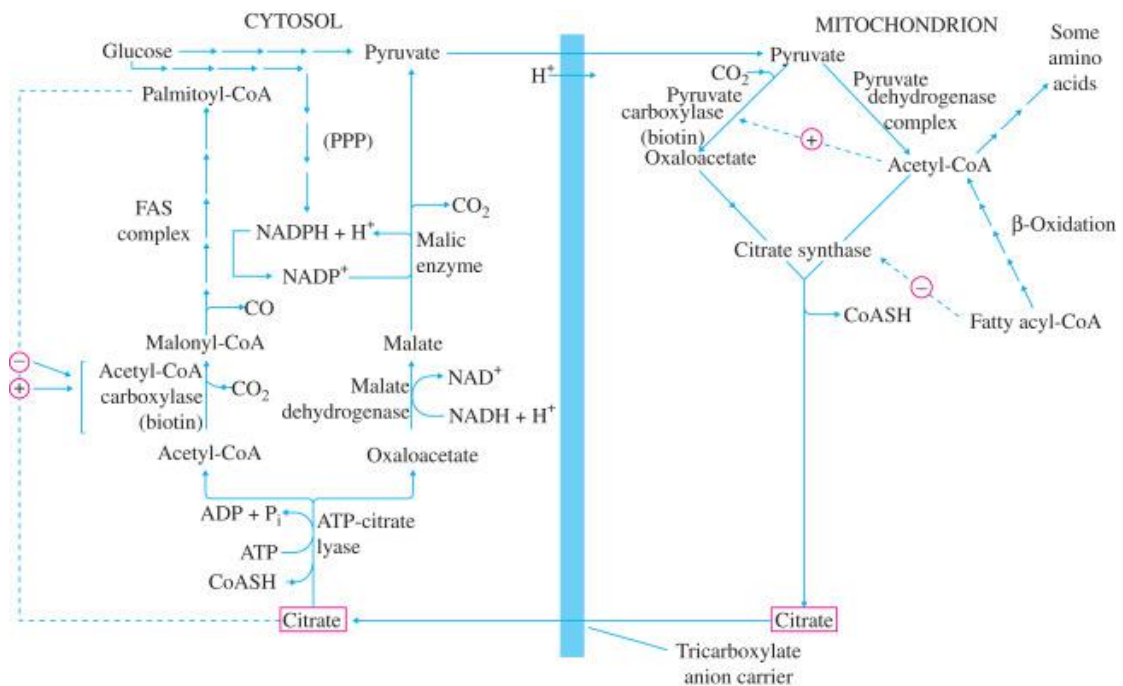 CYTOSOL
MITOCHONDRION
Some
amino
acids
Glucose
Pyruvate
Pyruvate
H+
CO2
Palmitoyl-CoA
Pyruvate
carboxylase
(biotin)
Pyruvate
dehydrogenase
complex
(PPP)
+
Oxaloacetate
Acetyl-CoA
FAS
complex
CO2
NADPH + H+
Malic
enzyme
NADP+
β-Oxidation
Citrate synthase
−
CO
CoASH
Fatty acyl-CoA
Malonyl-CoA
Malate
−
+
Acetyl-CoA
carboxylase
(biotin)
CO2
Malate
dehydrogenase
NAD+
NADH + H+
Acetyl-CoA
Oxaloacetate
ADP + Pi
ATP
CoASH
ATP-citrate
lyase
Citrate
Citrate
Tricarboxylate
anion carrier